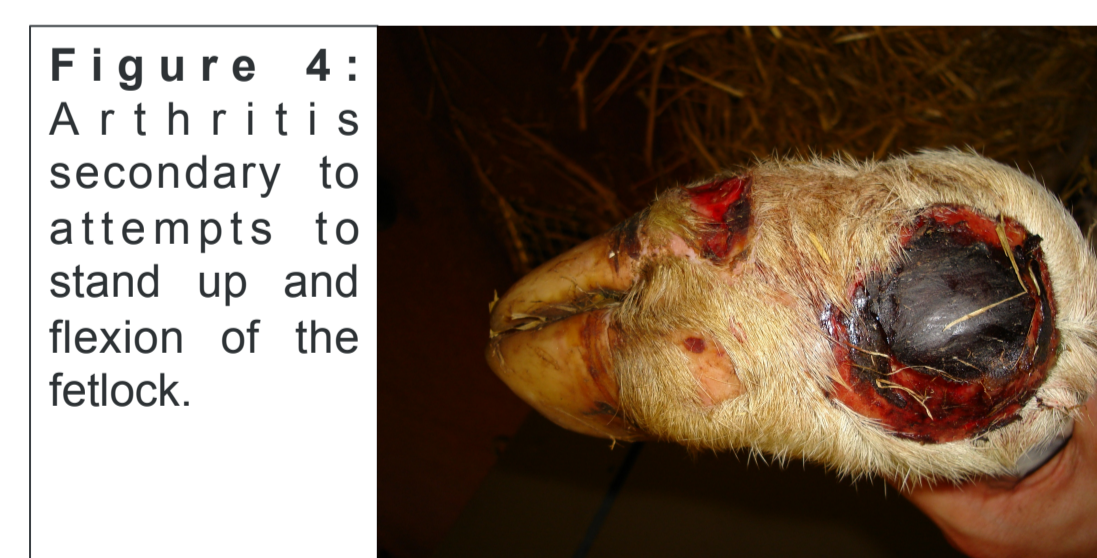 Figure 4:
Arthritis
secondary to
attempts to
stand up and
flexion of the
fetlock.